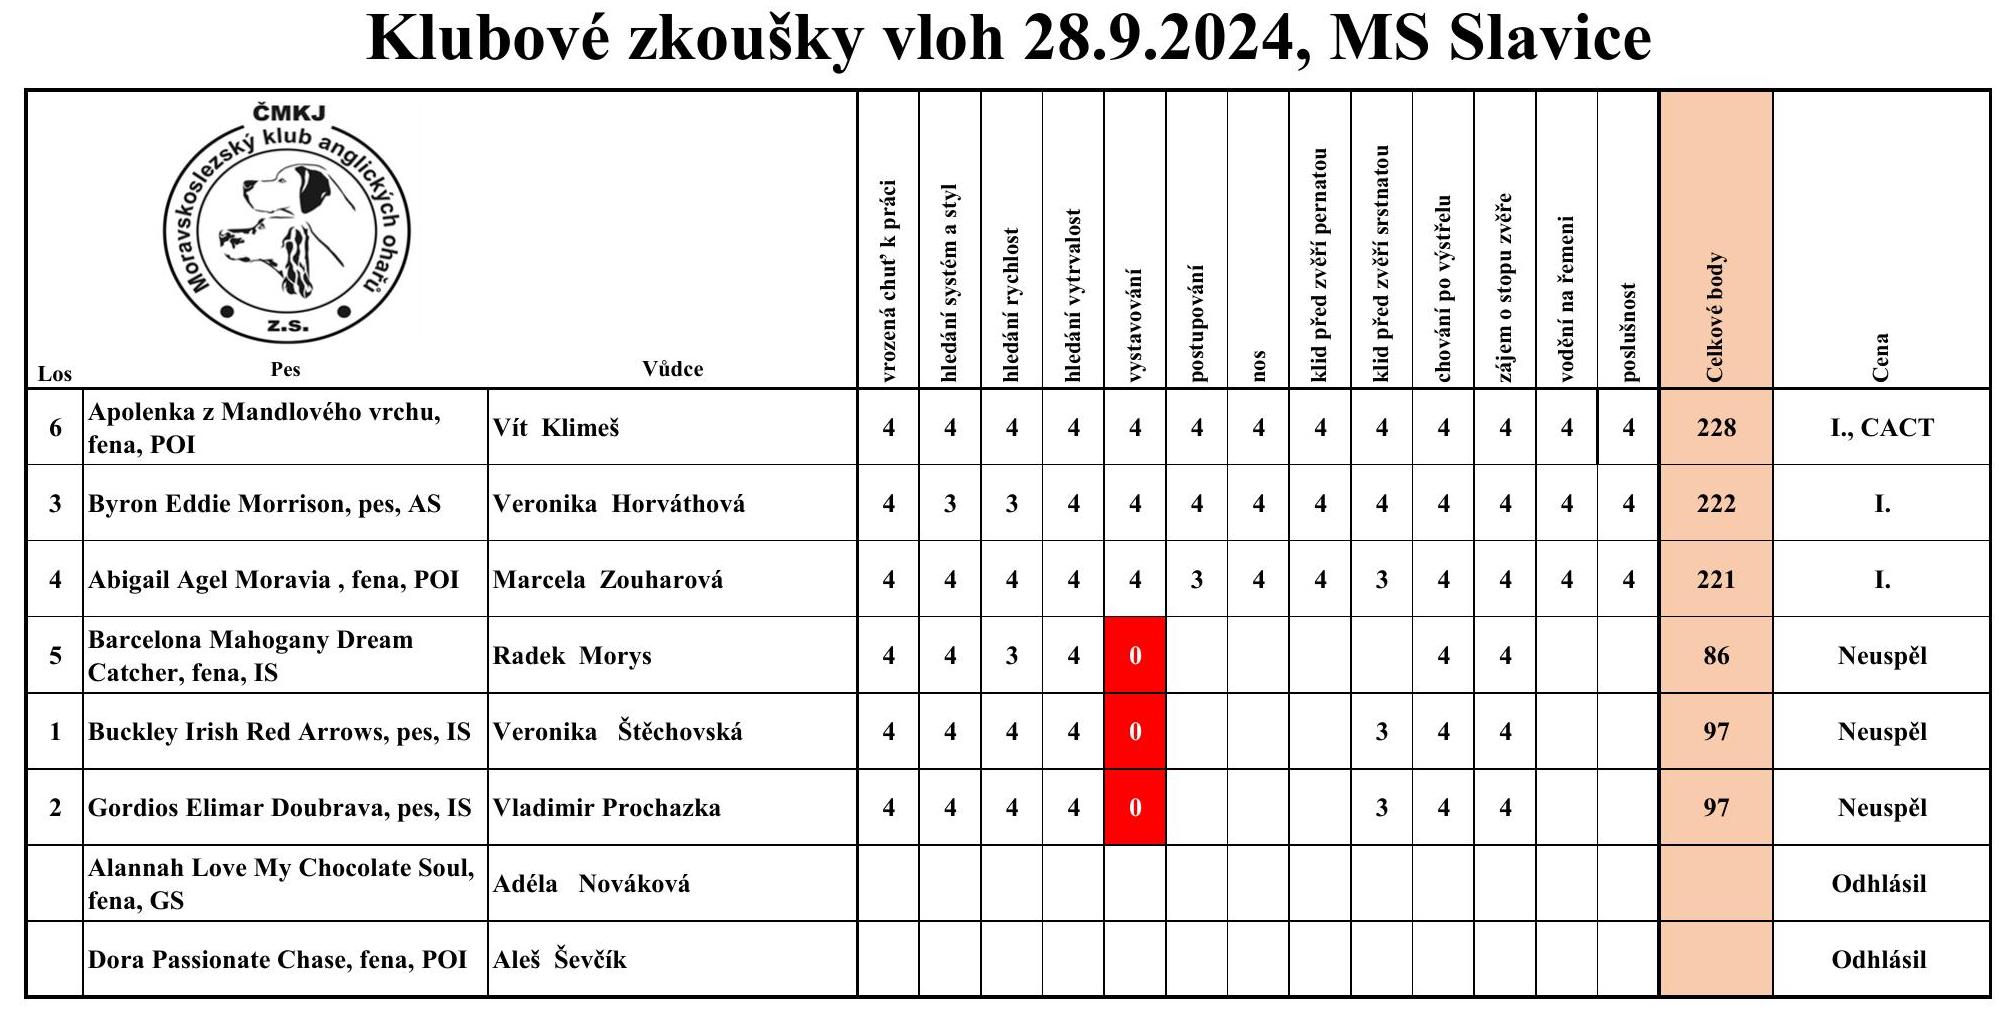 Klubové zkoušky vloh 28.9.2024, MS Slavice
ČMKJ
Moravskoslezský klub anglických ohařů
z.s.
Los Pes Vůdce vrozená chuť k práci hledání systém a styl hledání rychlost hledání vytrvalost vystavování postupování nos klid před zvěří pernatou klid před zvěří srstnatou chování po výstřelu zájem o stopu zvěře vodění na řemeni poslušnost Celkové body Cena
6 Apolenka z Mandlového vrchu,
fena, POI Vít Klimeš 4 4 4 4 4 4 4 4 4 4 4 4 4 228 I., CACT
3 Byron Eddie Morrison, pes, AS Veronika Horváthová 4 3 3 4 4 4 4 4 4 4 4 4 4 222 I.
4 Abigail Agel Moravia , fena, POI Marcela Zouharová 4 4 4 4 4 3 4 4 3 4 4 4 4 221 I.
5 Barcelona Mahogany Dream
Catcher, fena, IS Radek Morys 4 4 3 4 0 4 4 86 Neuspěl
1 Buckley Irish Red Arrows, pes, IS Veronika Štěchovská 4 4 4 4 0 3 4 4 97 Neuspěl
2 Gordios Elimar Doubrava, pes, IS Vladimir Prochazka 4 4 4 4 0 3 4 4 97 Neuspěl
Alannah Love My Chocolate Soul,
fena, GS Adéla Nováková Odhlásil
Dora Passionate Chase, fena, POI Aleš Ševčík Odhlásil